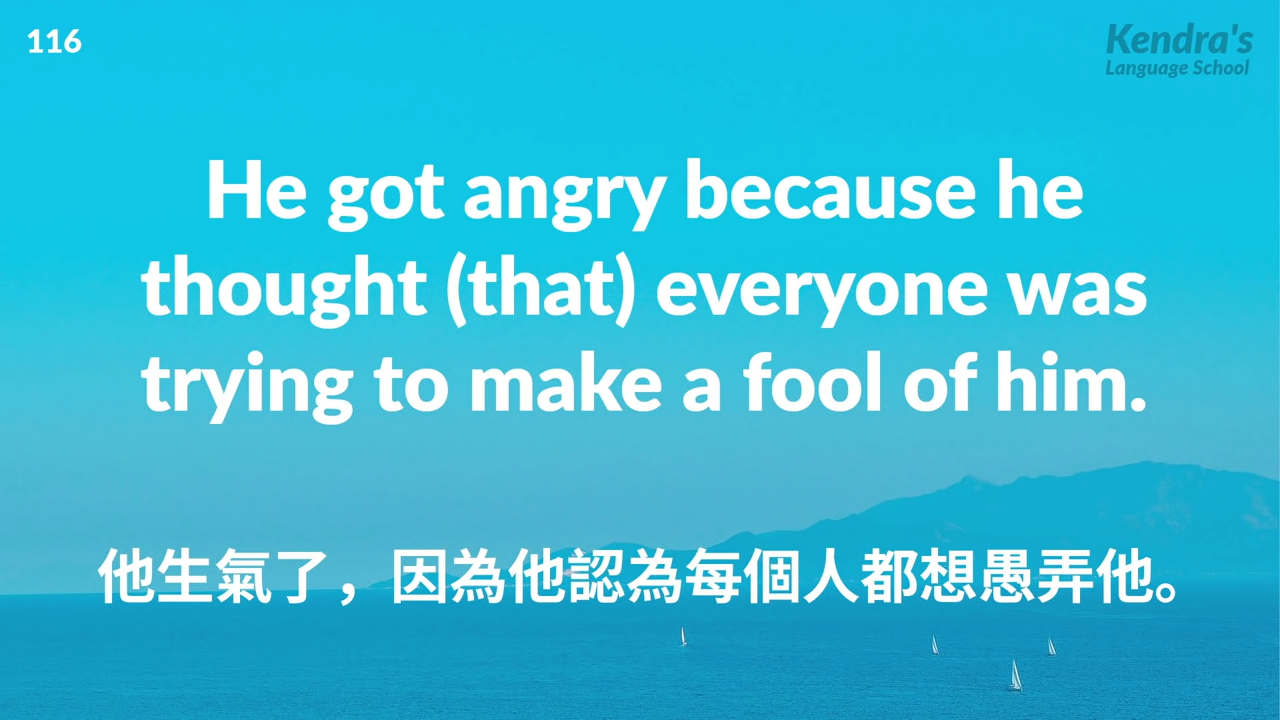 116
Kendra's
Language School
He got angry because he
thought (that) everyone was
trying to make a fool of him.
他生氣了，因為他認為每個人都想愚弄他。